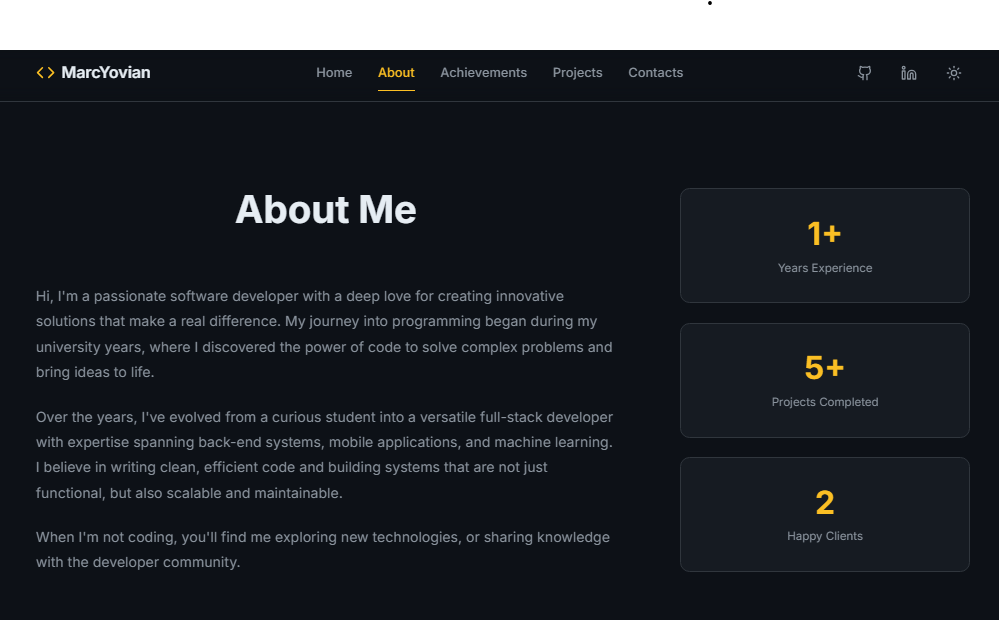 MarcYovian
Home About Achievements Projects Contacts
About Me
Hi, I'm a passionate software developer with a deep love for creating innovative
solutions that make a real difference. My journey into programming began during my
university years, where I discovered the power of code to solve complex problems and
bring ideas to life.
Over the years, I've evolved from a curious student into a versatile full-stack developer
with expertise spanning back-end systems, mobile applications, and machine learning.
I believe in writing clean, efficient code and building systems that are not just
functional, but also scalable and maintainable.
When I'm not coding, you'll find me exploring new technologies, or sharing knowledge
with the developer community.
1+
Years Experience
5+
Projects Completed
2
Happy Clients